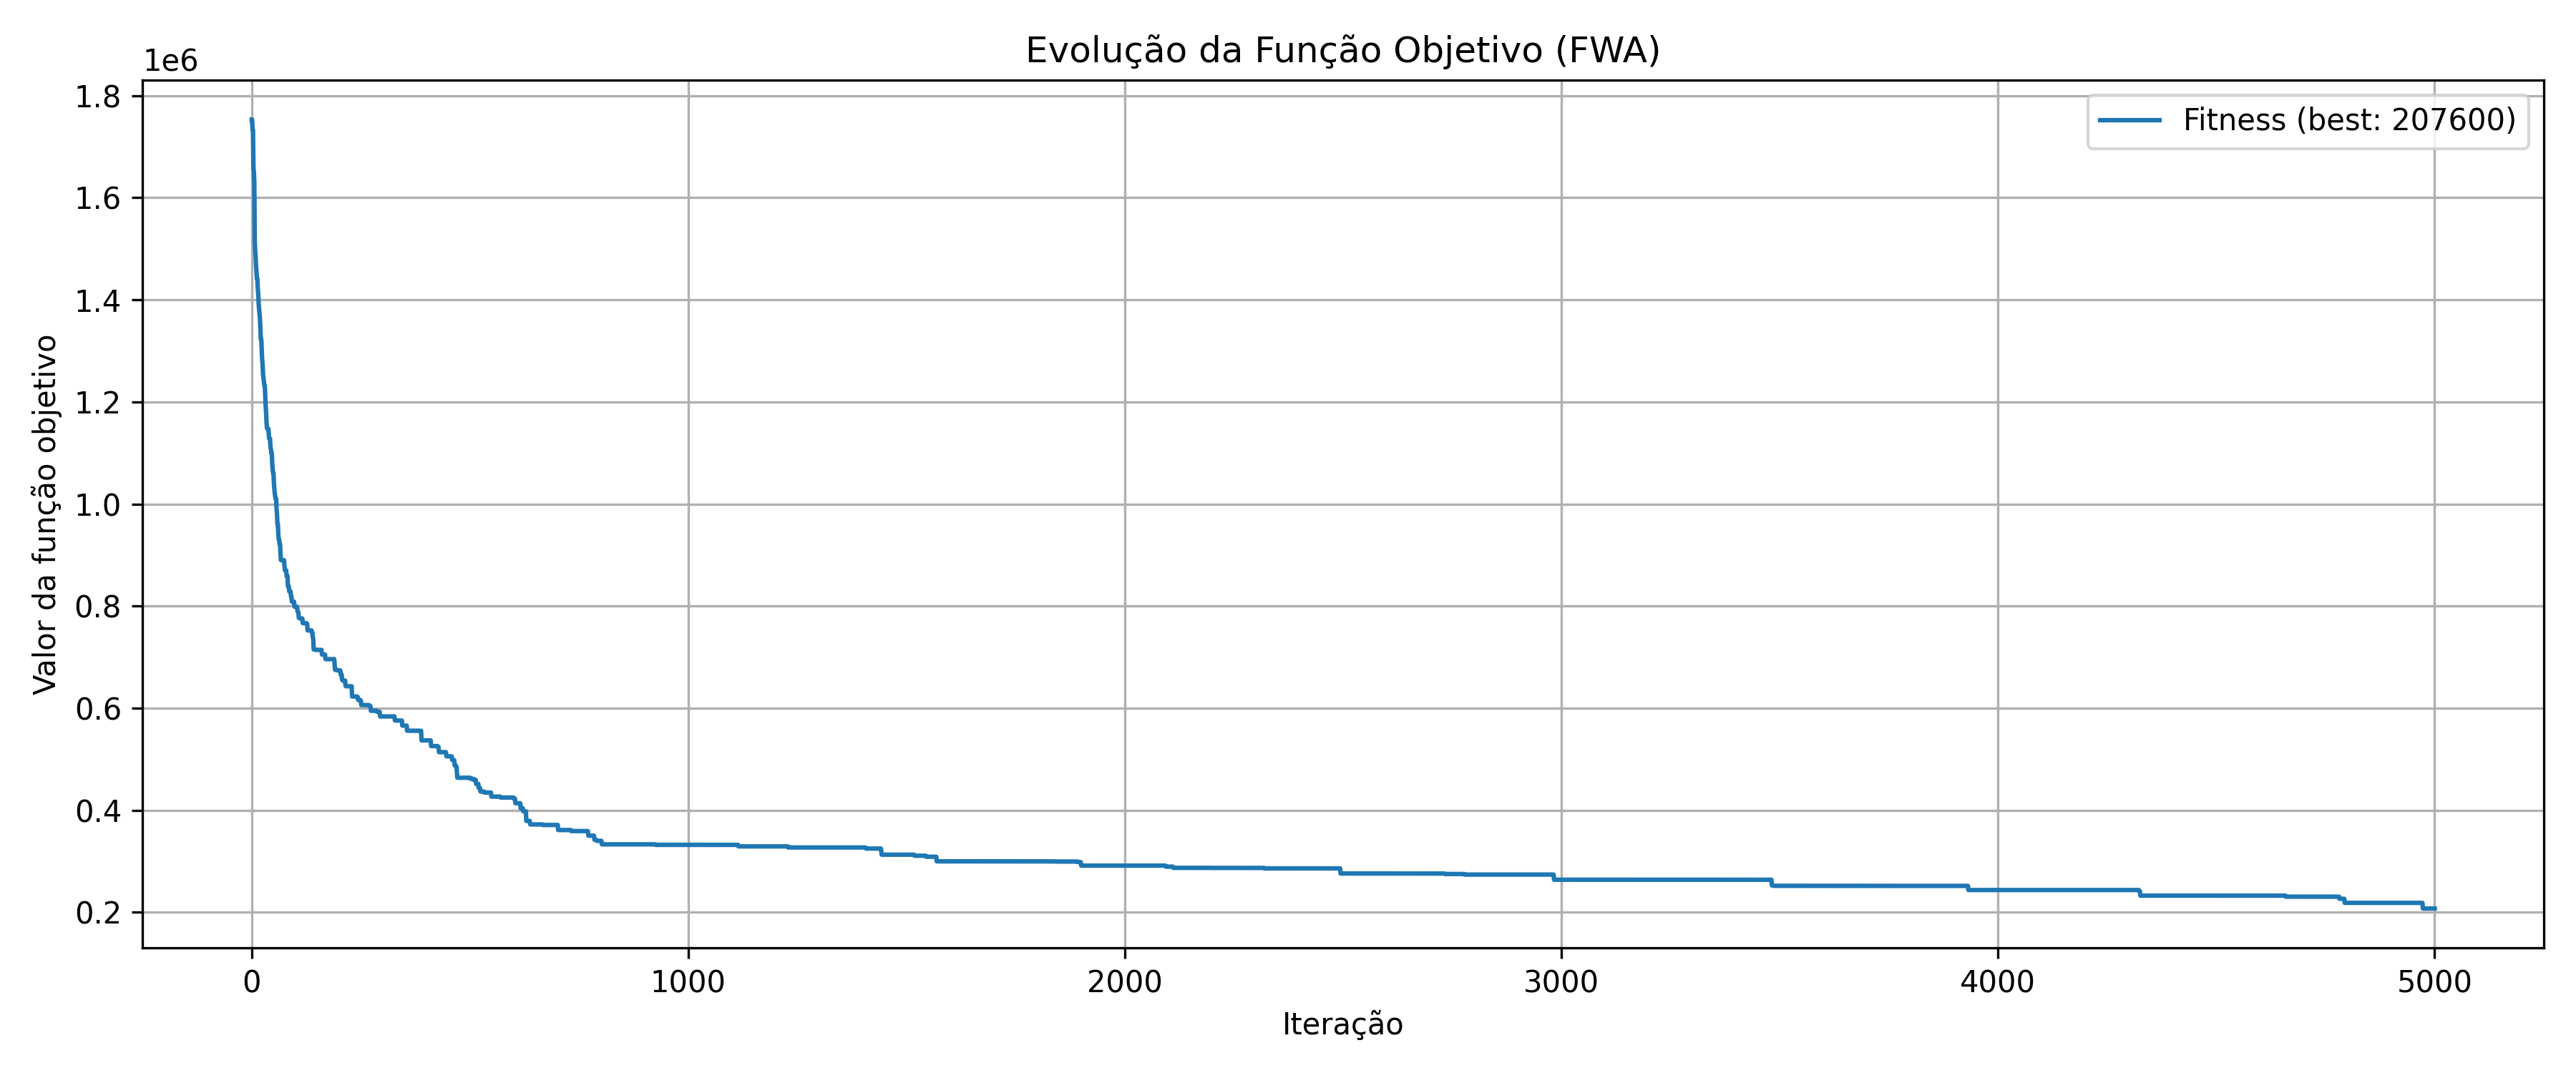 Evolução da Função Objetivo (FWA)
1e6
Fitness (best: 207600)
Valor da função objetivo
1.8
1.6
1.4
1.2
1.0
0.8
0.6
0.4
0.2
0 1000 2000 3000 4000 5000
Iteração